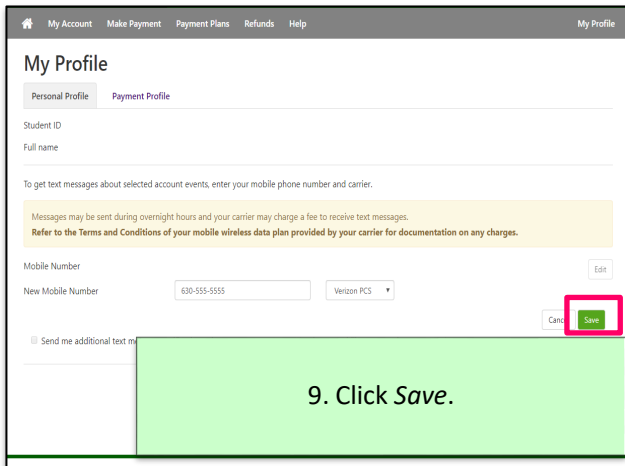 My Account Make Payment Payment Plans Refunds Help My Profile
My Profile
Personal Profile Payment Profile
Student ID
Full name
To get text messages about selected account events, enter your mobile phone number and carrier.
Messages may be sent during overnight hours and your carrier may charge a fee to receive text messages.
Refer to the Terms and Conditions of your mobile wireless data plan provided by your carrier for documentation on any charges.
Mobile Number Edit
New Mobile Number 630-555-5555 Verizon PCS
Save
Send me additional text
9. Click Save.